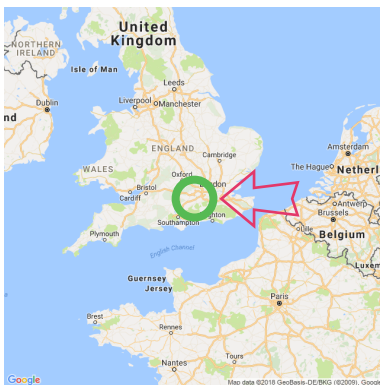 United
Kingdom
NORTHERN
IRELAND
Isle of Man
Leeds
Dublin
Liverpool
Manchester
nd
ENGLAND
Cambridge
Amsterdam
WALES
Oxford
The Hague
Netherl
Bristol
Cardiff
Antwerp
Southampton
Brussels
Lille
Plymouth
Belgium
English Channel
Luxem
Guernsey
Jersey
Paris
Brest
Rennes
Nantes
Tours
Google
Map data ©2018 GeoBasis-DE/BKG (©2009), Google